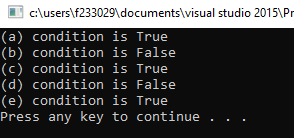 c:\users\f233029\documents\visual studio 2015\Pr
(a) condition is True
(b) condition is False
(c) condition is True
(d) condition is False
(e) condition is True
Press any key to continue . . .